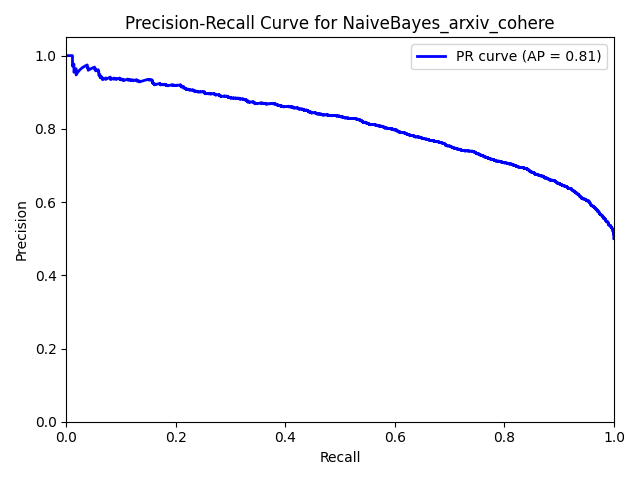 Precision-Recall Curve for NaiveBayes_arxiv_cohere
PR curve (AP = 0.81)
1.0
0.8
0.6
0.4
0.2
0.0
Precision
0.0 0.2 0.4 0.6 0.8 1.0
Recall